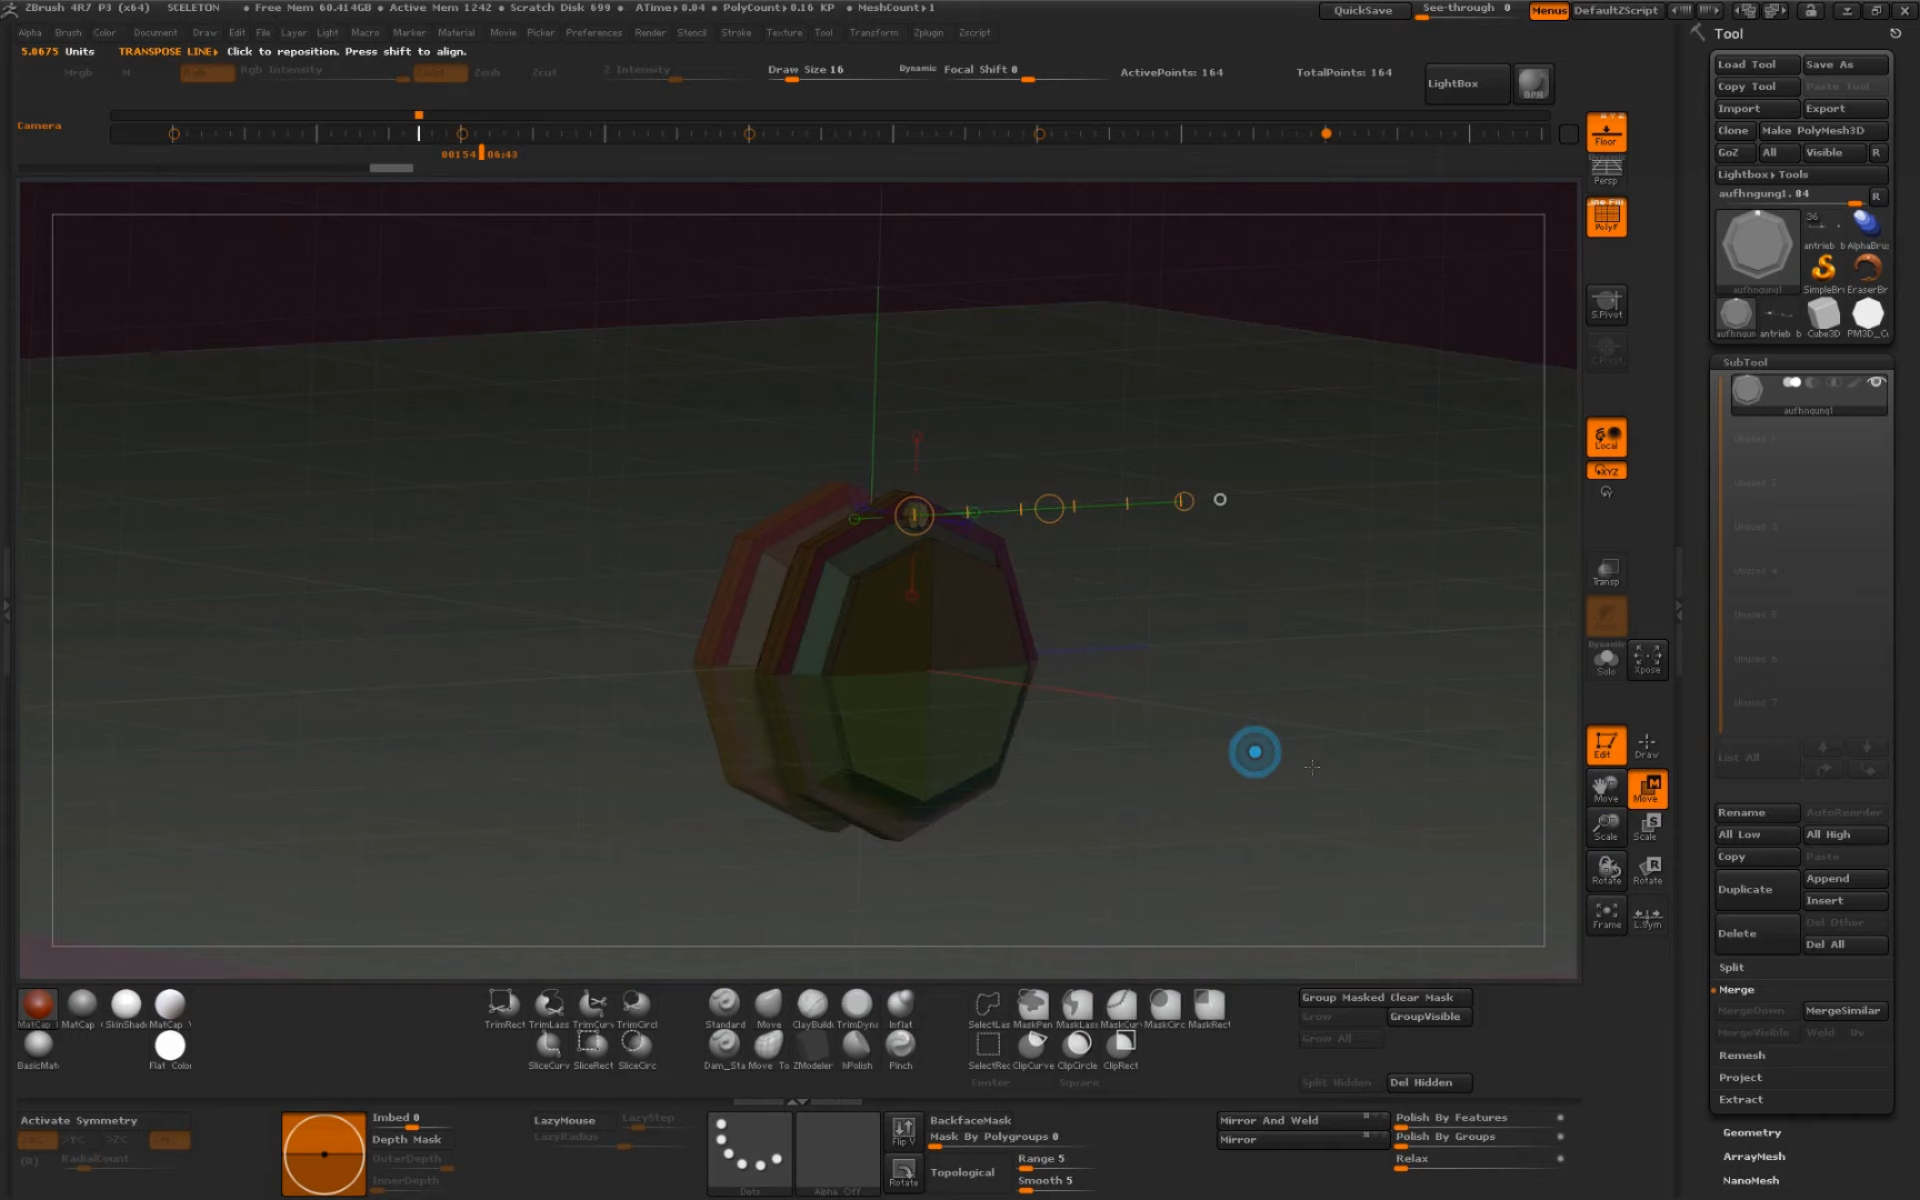 ZBrush 4R7 P3 (x64) SCELETON • Free Mem 60.414GB • Active Mem 1242 • Scratch Disk 699 • ATime▸0.04 • PolyCount▸0.16 KP • MeshCount▸1
QuickSave See-through 0 Menus DefaultZScript
Alpha Brush Color Document Draw Edit File Layer Light Macro Marker Material Movie Picker Preferences Render Stencil Stroke Texture Tool Transform Zplugin Zscript
5.0675 Units TRANSPOSE LINE▸ Click to reposition. Press shift to align.
Mrgb M Rgb Rgb Intensity Zadd Zsub Zcut Z Intensity Draw Size 16 Dynamic Focal Shift 0 ActivePoints: 164 TotalPoints: 164 LightBox BPR
Camera
00154 06:43
Floor
Persp
PolyF
S.Pivot
Local
XYZ
Transp
Dynamic
Solo Xpose
Edit Draw
Move Move
Scale Scale
Rotate Rotate
Frame L.Sym
Tool
Load Tool Save As
Copy Tool Paste Tool
Import Export
Clone Make PolyMesh3D
GoZ All Visible R
Lightbox▸Tools
aufhngung1. 84 R
36
antrieb b AlphaBru
aufhngung1 SimpleBr EraserBr
aufhngun antrieb b Cube3D PM3D_C
SubTool
aufhngung1
Unused 1
Unused 2
Unused 3
Unused 4
Unused 5
Unused 6
Unused 7
List All
Rename AutoReorder
All Low All High
Copy Paste
Duplicate Append
Insert
Delete Del Other
Del All
Split
Merge
MergeDown MergeSimilar
MergeVisible Weld Uv
Remesh
Project
Extract
Geometry
ArrayMesh
NanoMesh
MatCap MatCap SkinShad MatCap
BasicMat Flat Color
TrimRect TrimLass TrimCurv TrimCircl
SliceCurv SliceRect SliceCirc
Standard Move ClayBuild TrimDyna Inflat
Dam_Sta Move To ZModeler hPolish Pinch
SelectLas MaskPen MaskLass MaskCurv MaskCirc MaskRect
SelectRec ClipCurve ClipCircle ClipRect
Center Square
Group Masked Clear Mask
Grow GroupVisible
Grow All
Split Hidden Del Hidden
Activate Symmetry
>X< >Y< >Z< >M<
(R) RadialCount
Imbed 0
Depth Mask
OuterDepth
InnerDepth
LazyMouse LazyStep
LazyRadius
Dots Alpha Off
Flip V
Rotate
BackfaceMask
Mask By Polygroups 0
Topological Range 5
Smooth 5
Mirror And Weld
Mirror
Polish By Features
Polish By Groups
Relax